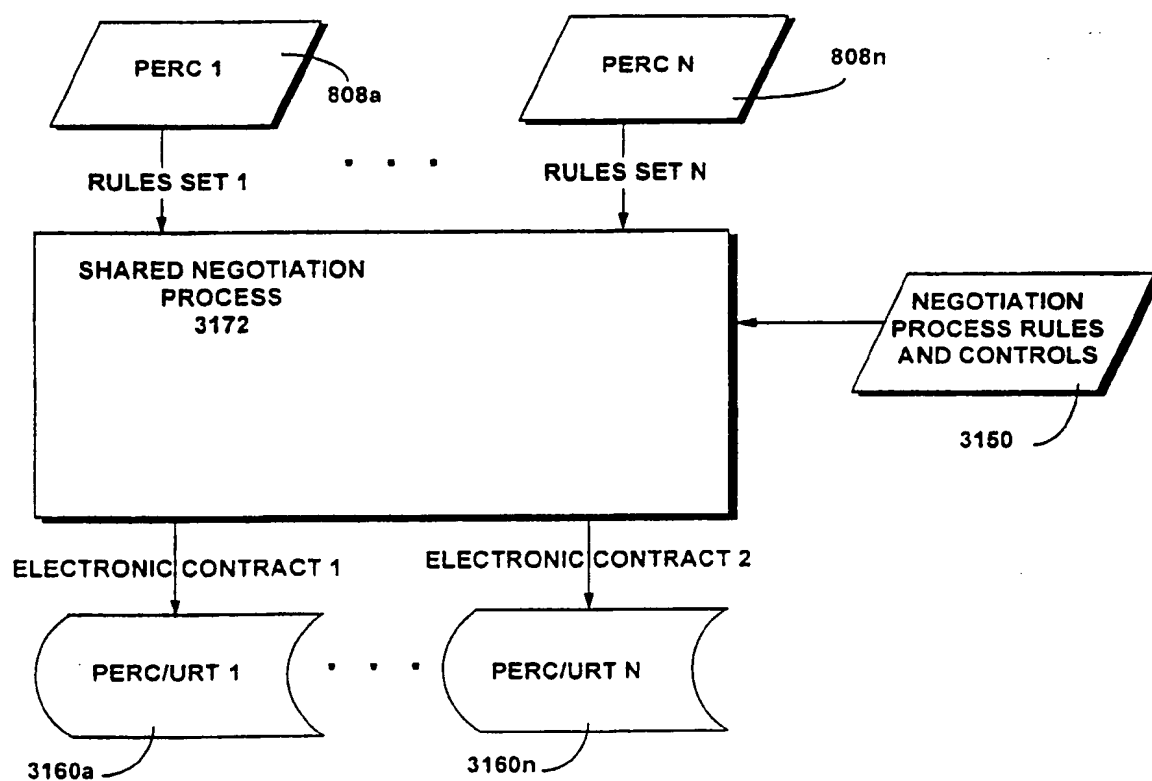 PERC 1
808a
PERC N
808n
RULES SET 1
RULES SET N
SHARED NEGOTIATION
PROCESS
3172
NEGOTIATION
PROCESS RULES
AND CONTROLS
3150
ELECTRONIC CONTRACT 1
ELECTRONIC CONTRACT 2
PERC/URT 1
PERC/URT N
3160a
3160n